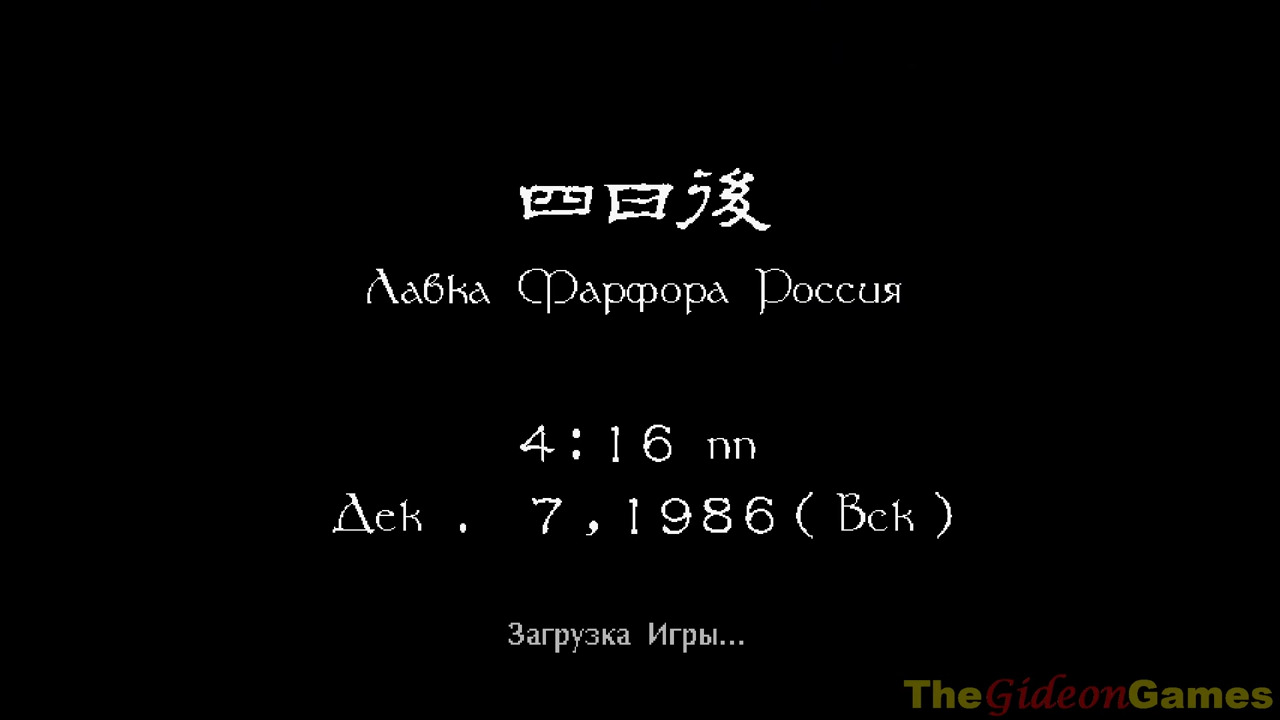 四日後
Лавка Фарфора Россия
4:16 пп
Дек . 7,1986(Вск)
Загрузка Игры...
TheGideonGames